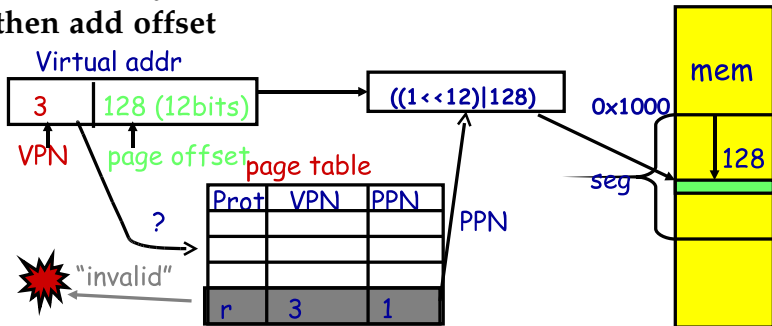 then add offset
Virtual addr
mem
3 128 (12bits)
((1<<12)|128)
0x1000
VPN page offset
128
page table
seg
Prot VPN PPN
?
PPN
"invalid"
r 3 1